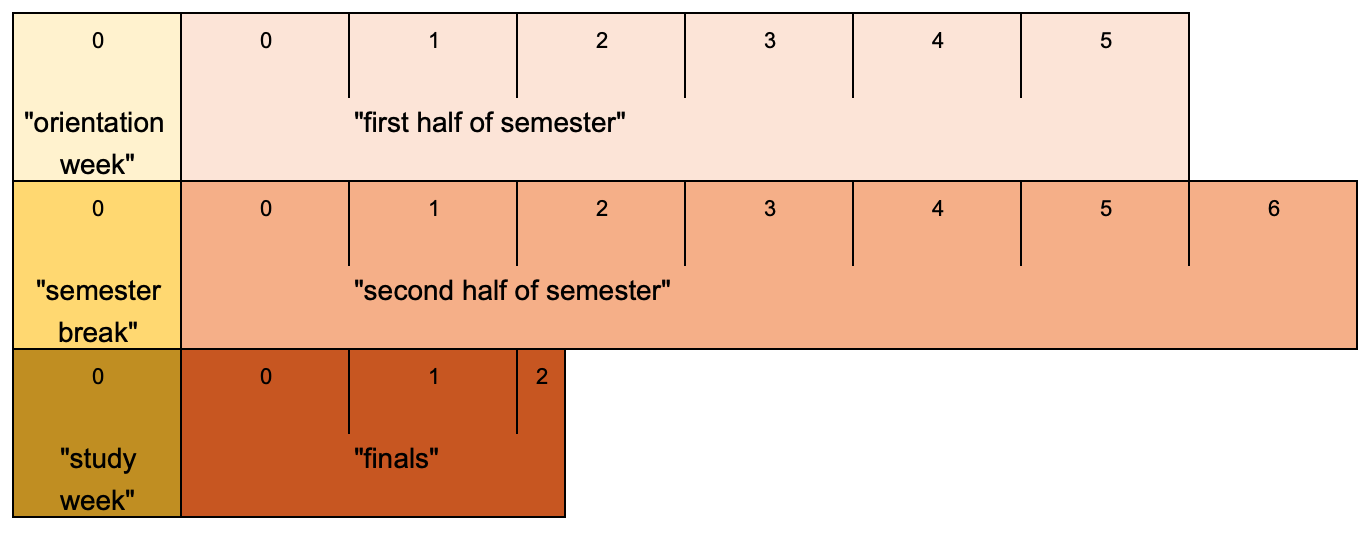 0 0 1 2 3 4 5
"orientation
week"
"first half of semester"
0 0 1 2 3 4 5 6
"semester
break"
"second half of semester"
0 0 1 2
"study
week"
"finals"